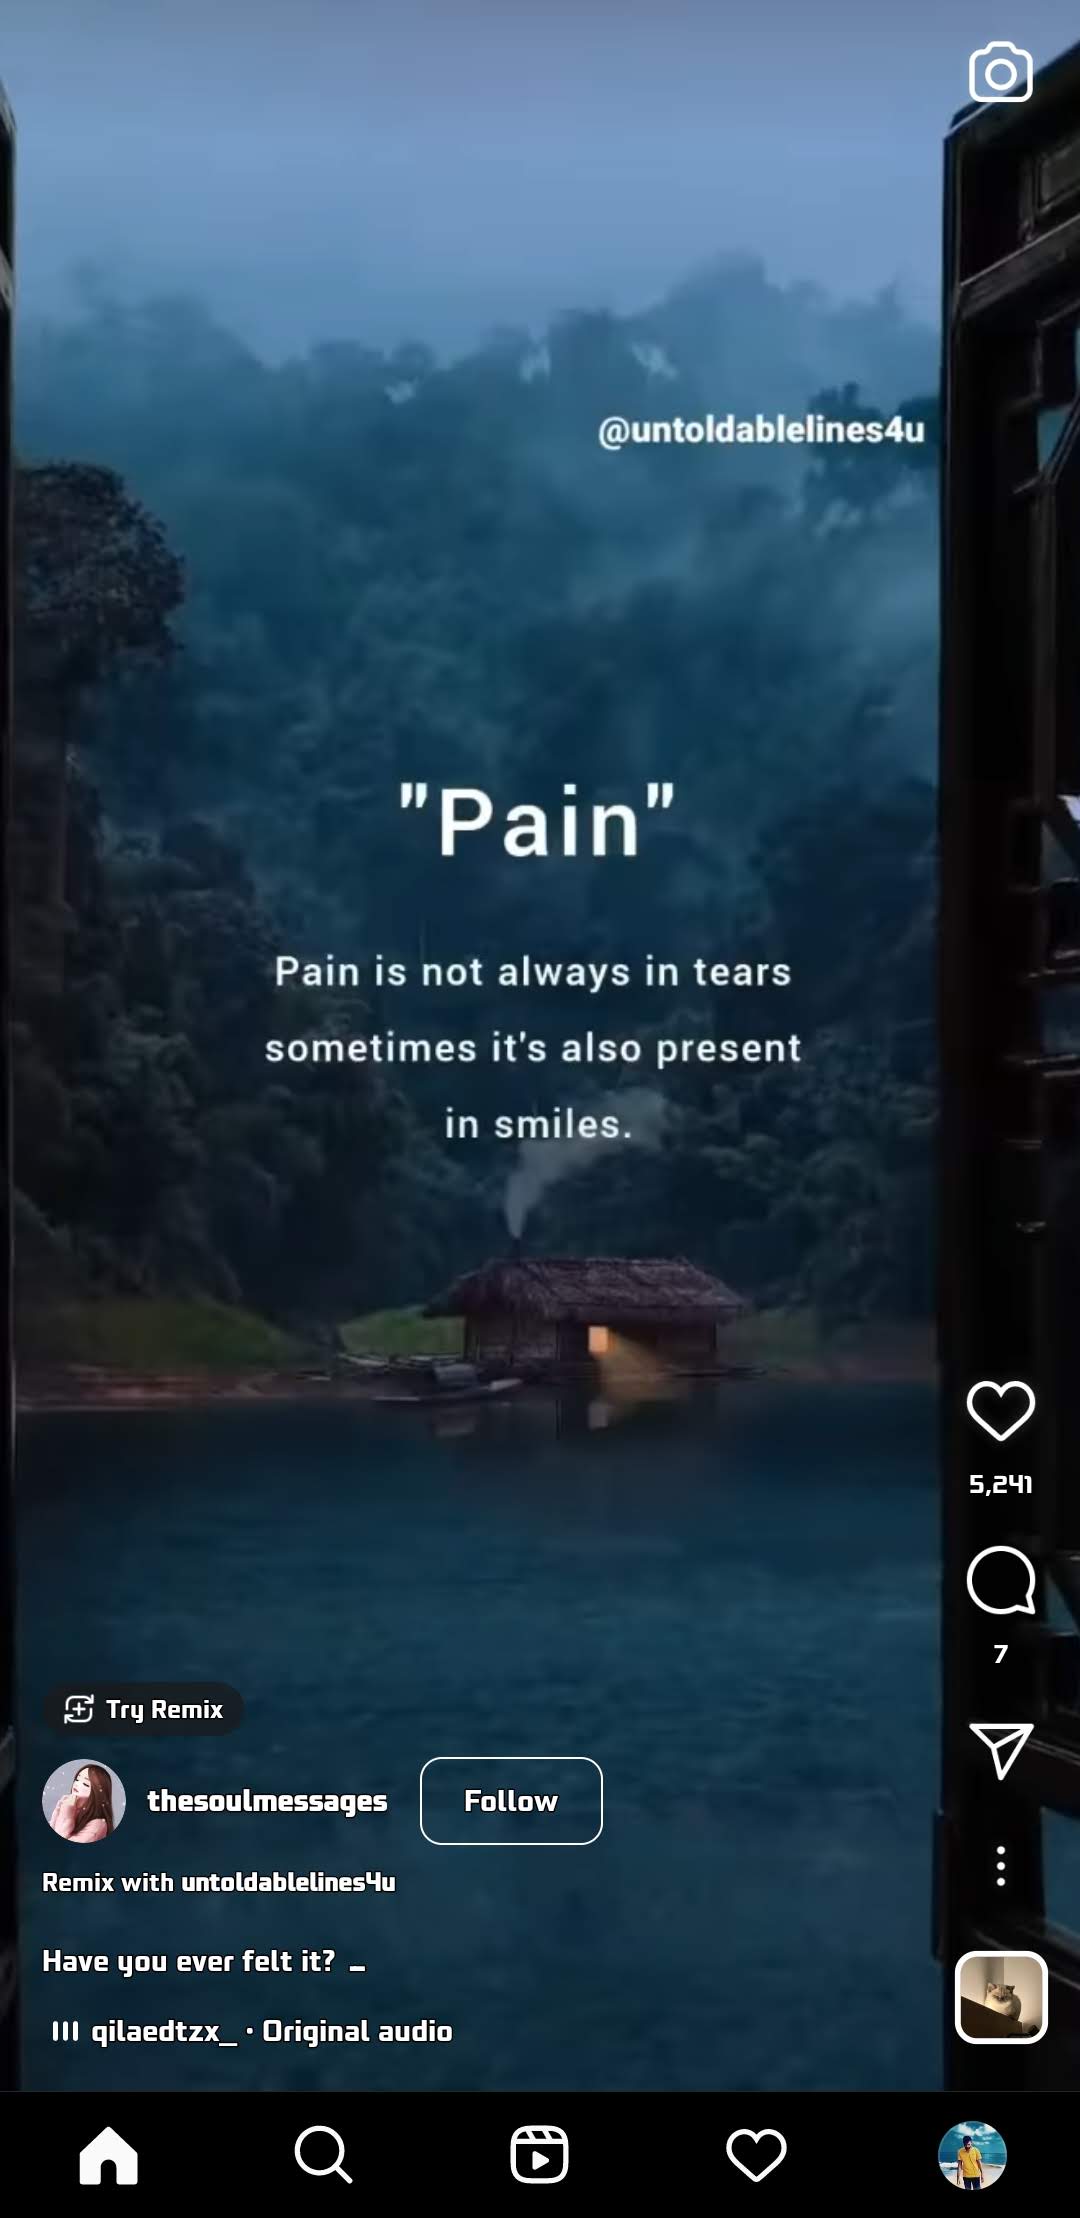 @untoldablelines4u
"Pain"
Pain is not always in tears
sometimes it's also present
in smiles.
5,241
7
Try Remix
thesoulmessages
Follow
Remix with untoldablelines4u
Have you ever felt it? _
qilaedtzx_ · Original audio